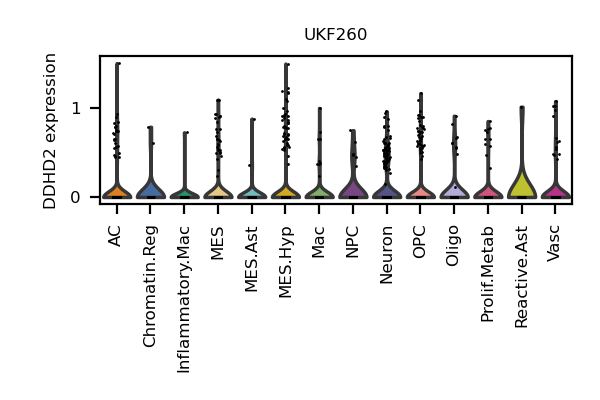 UKF260
DDHD2 expression
1
0
AC
Chromatin.Reg
Inflammatory.Mac
MES
MES.Ast
MES.Hyp
Mac
NPC
Neuron
OPC
Oligo
Prolif.Metab
Reactive.Ast
Vasc